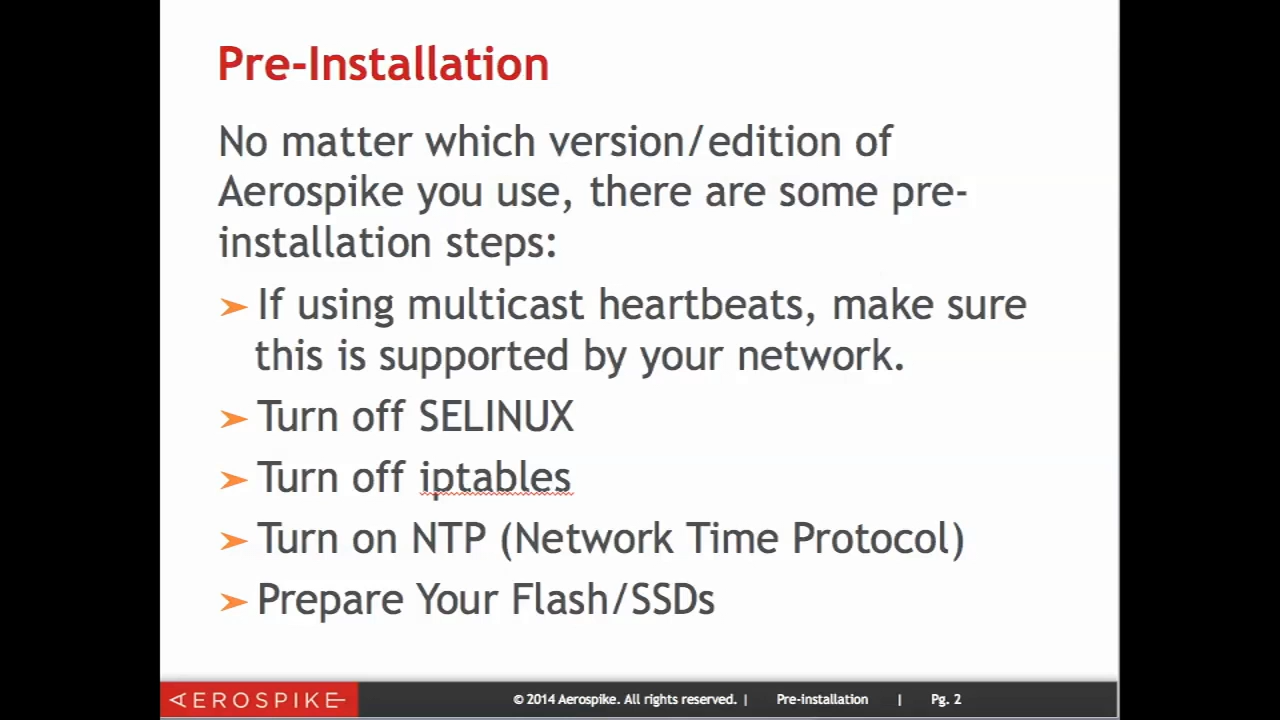 Pre-Installation
No matter which version/edition of
Aerospike you use, there are some pre-
installation steps:
➢ If using multicast heartbeats, make sure
this is supported by your network.
➢ Turn off SELINUX
➢ Turn off iptables
➢ Turn on NTP (Network Time Protocol)
➢ Prepare Your Flash/SSDs
AEROSPIKE © 2014 Aerospike. All rights reserved. | Pre-installation | Pg. 2